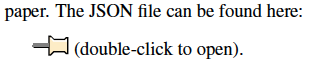 paper. The JSON file can be found here:
(double-click to open).